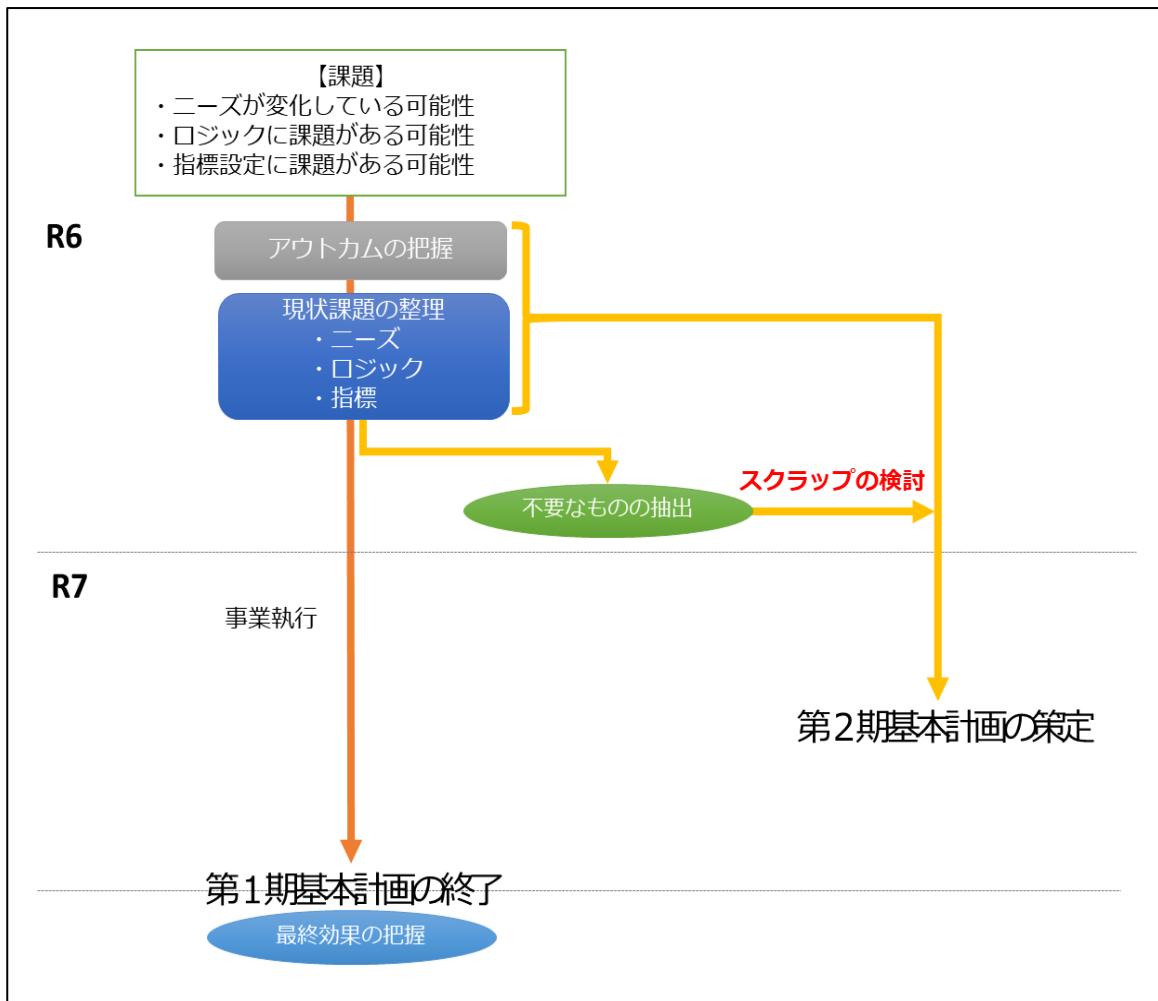 【課題】
・ニーズが変化している可能性
・ロジックに課題がある可能性
・指標設定に課題がある可能性
R6
アウトカムの把握
現状課題の整理
・ニーズ
・ロジック
・指標
スクラップの検討
不要なものの抽出
R7
事業執行
第2期基本計画の策定
第1期基本計画の終了
最終効果の把握